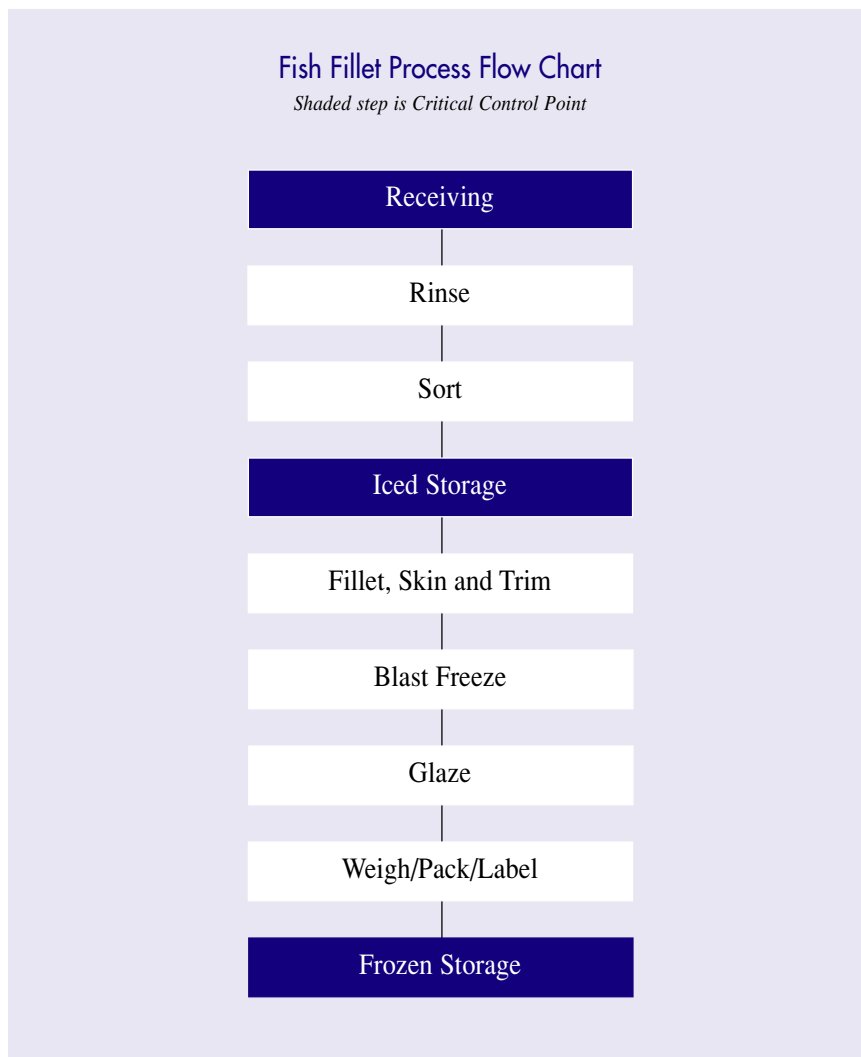 Fish Fillet Process Flow Chart
Shaded step is Critical Control Point
Receiving
Rinse
Sort
Iced Storage
Fillet, Skin and Trim
Blast Freeze
Glaze
Weigh/Pack/Label
Frozen Storage